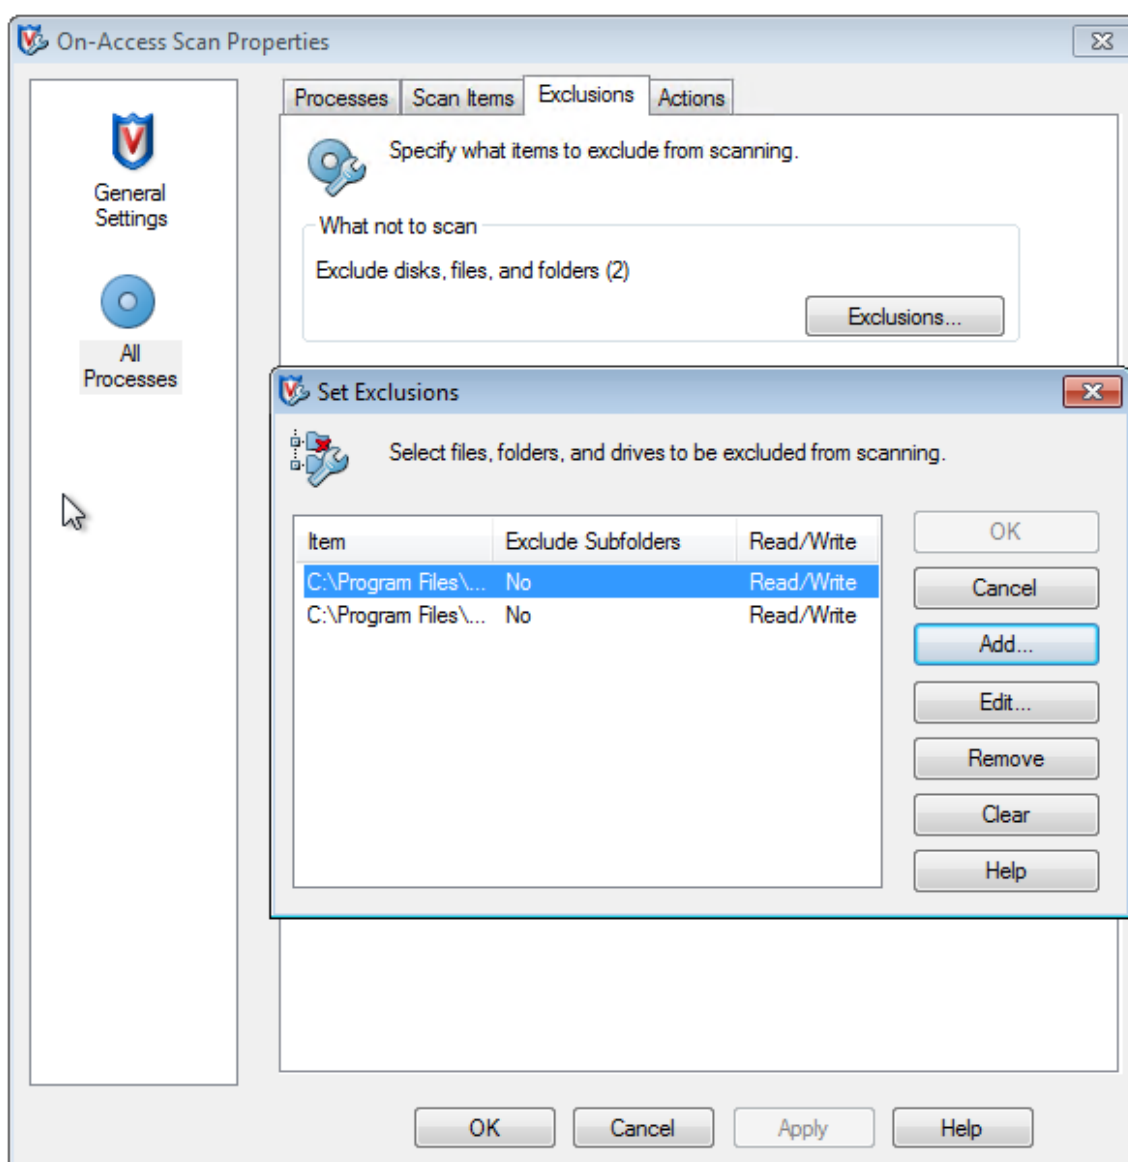 On-Access Scan Properties
General
Settings
All
Processes
Processes Scan Items Exclusions Actions
Specify what items to exclude from scanning.
What not to scan
Exclude disks, files, and folders (2)
Exclusions...
Set Exclusions
Select files, folders, and drives to be excluded from scanning.
Item Exclude Subfolders Read/Write
C:\Program Files\... No Read/Write
C:\Program Files\... No Read/Write
OK
Cancel
Add...
Edit...
Remove
Clear
Help
OK Cancel Apply Help